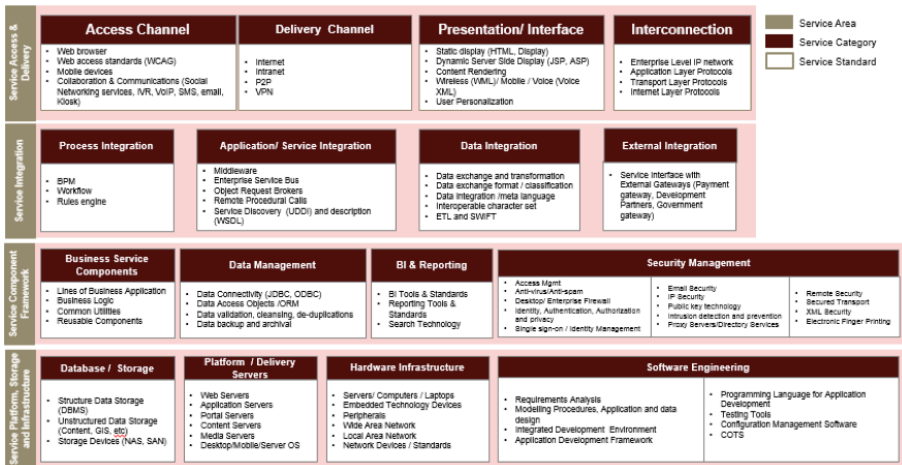 Service Access &
Delivery
Access Channel
• Web browser
• Web access standards (WCAG)
• Mobile devices
• Collaboration & Communications (Social
Networking services, IVR, VoIP, SMS, email,
Kiosk)
Delivery Channel
• Internet
• Intranet
• P2P
• VPN
Presentation/ Interface
• Static display (HTML, Display)
• Dynamic Server Side Display (JSP, ASP)
• Content Rendering
• Wireless (WML)/ Mobile / Voice (Voice
XML)
• User Personalization
Interconnection
• Enterprise Level IP network
• Application Layer Protocols
• Transport Layer Protocols
• Internet Layer Protocols
Service Area
Service Category
Service Standard
Service Integration
Process Integration
• BPM
• Workflow
• Rules engine
Application/ Service Integration
• Middleware
• Enterprise Service Bus
• Object Request Brokers
• Remote Procedural Calls
• Service Discovery (UDDI) and description
(WSDL)
Data Integration
• Data exchange and transformation
• Data exchange format / classification
• Data integration /meta language
• Interoperable character set
• ETL and SWIFT
External Integration
• Service Interface with
External Gateways (Payment
gateway, Development
Partners, Government
gateway)
Service Component
Framework
Business Service
Components
• Lines of Business Application
• Business Logic
• Common Utilities
• Reusable Components
Data Management
• Data Connectivity (JDBC, ODBC)
• Data Access Objects /ORM
• Data validation, cleansing, de-duplications
• Data backup and archival
BI & Reporting
• BI Tools & Standards
• Reporting Tools &
Standards
• Search Technology
Security Management
• Access Mgmt
• Anti-virus/Anti-spam
• Desktop/ Enterprise Firewall
• Identity, Authentication, Authorization
and privacy
• Single sign-on / Identity Management
• Email Security
• IP Security
• Public key technology
• Intrusion detection and prevention
• Proxy Servers/Directory Services
• Remote Security
• Secured Transport
• XML Security
• Electronic Finger Printing
Service Platform, Storage
and Infrastructure
Database / Storage
• Structure Data Storage
(DBMS)
• Unstructured Data Storage
(Content, GIS, etc)
• Storage Devices (NAS, SAN)
Platform / Delivery
Servers
• Web Servers
• Application Servers
• Portal Servers
• Content Servers
• Media Servers
• Desktop/Mobile/Server OS
Hardware Infrastructure
• Servers/ Computers / Laptops
• Embedded Technology Devices
• Peripherals
• Wide Area Network
• Local Area Network
• Network Devices / Standards
Software Engineering
• Requirements Analysis
• Modelling Procedures, Application and data
design
• Integrated Development Environment
• Application Development Framework
• Programming Language for Application
Development
• Testing Tools
• Configuration Management Software
• COTS